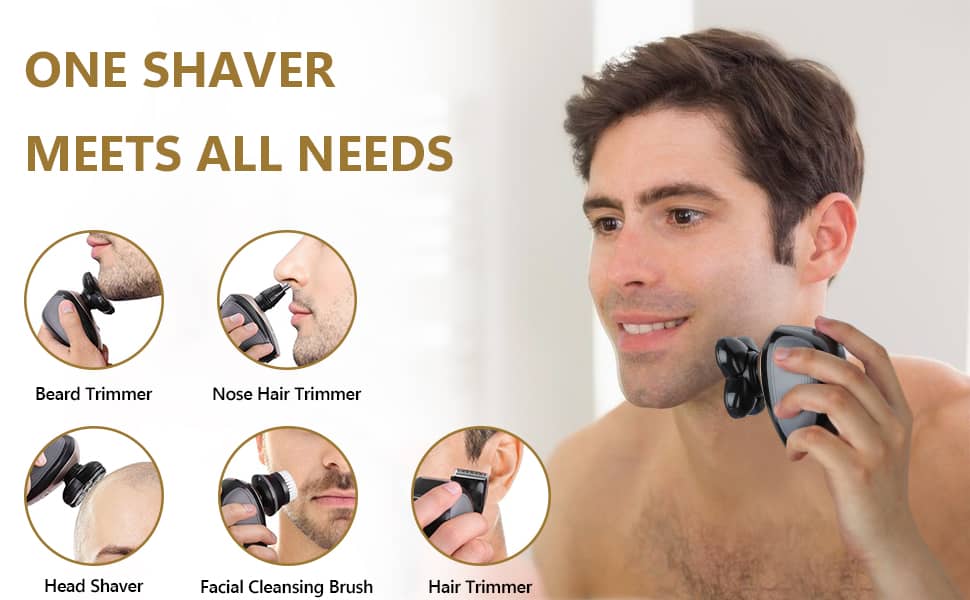 ONE SHAVER
MEETS ALL NEEDS
Beard Trimmer
Nose Hair Trimmer
Head Shaver
Facial Cleansing Brush
Hair Trimmer